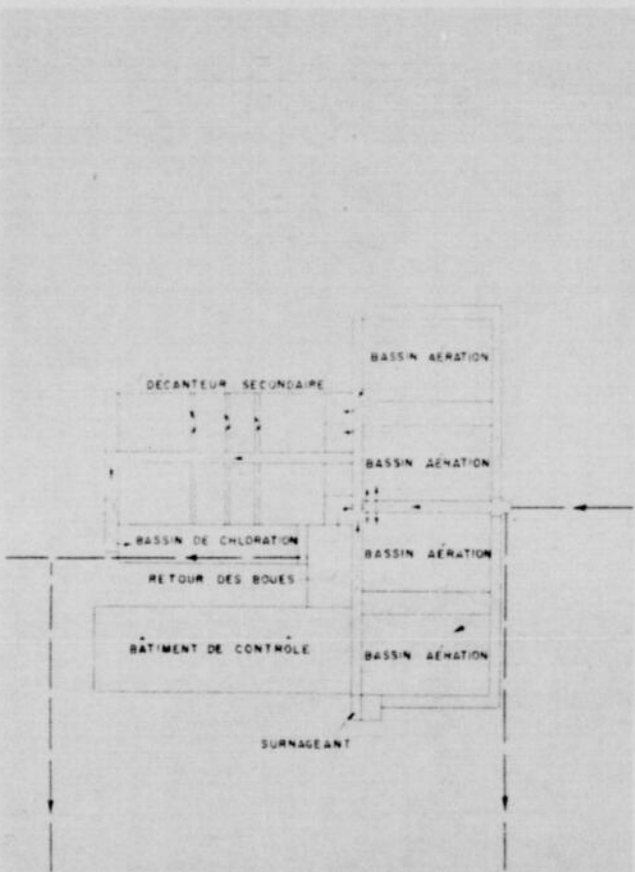 BASSIN AÉRATION
DÉCANTEUR SECONDAIRE
BASSIN AÉRATION
BASSIN DE CHLORATION
BASSIN AÉRATION
RETOUR DES BOUES
BÂTIMENT DE CONTRÔLE
BASSIN AÉRATION
SURNAGEANT